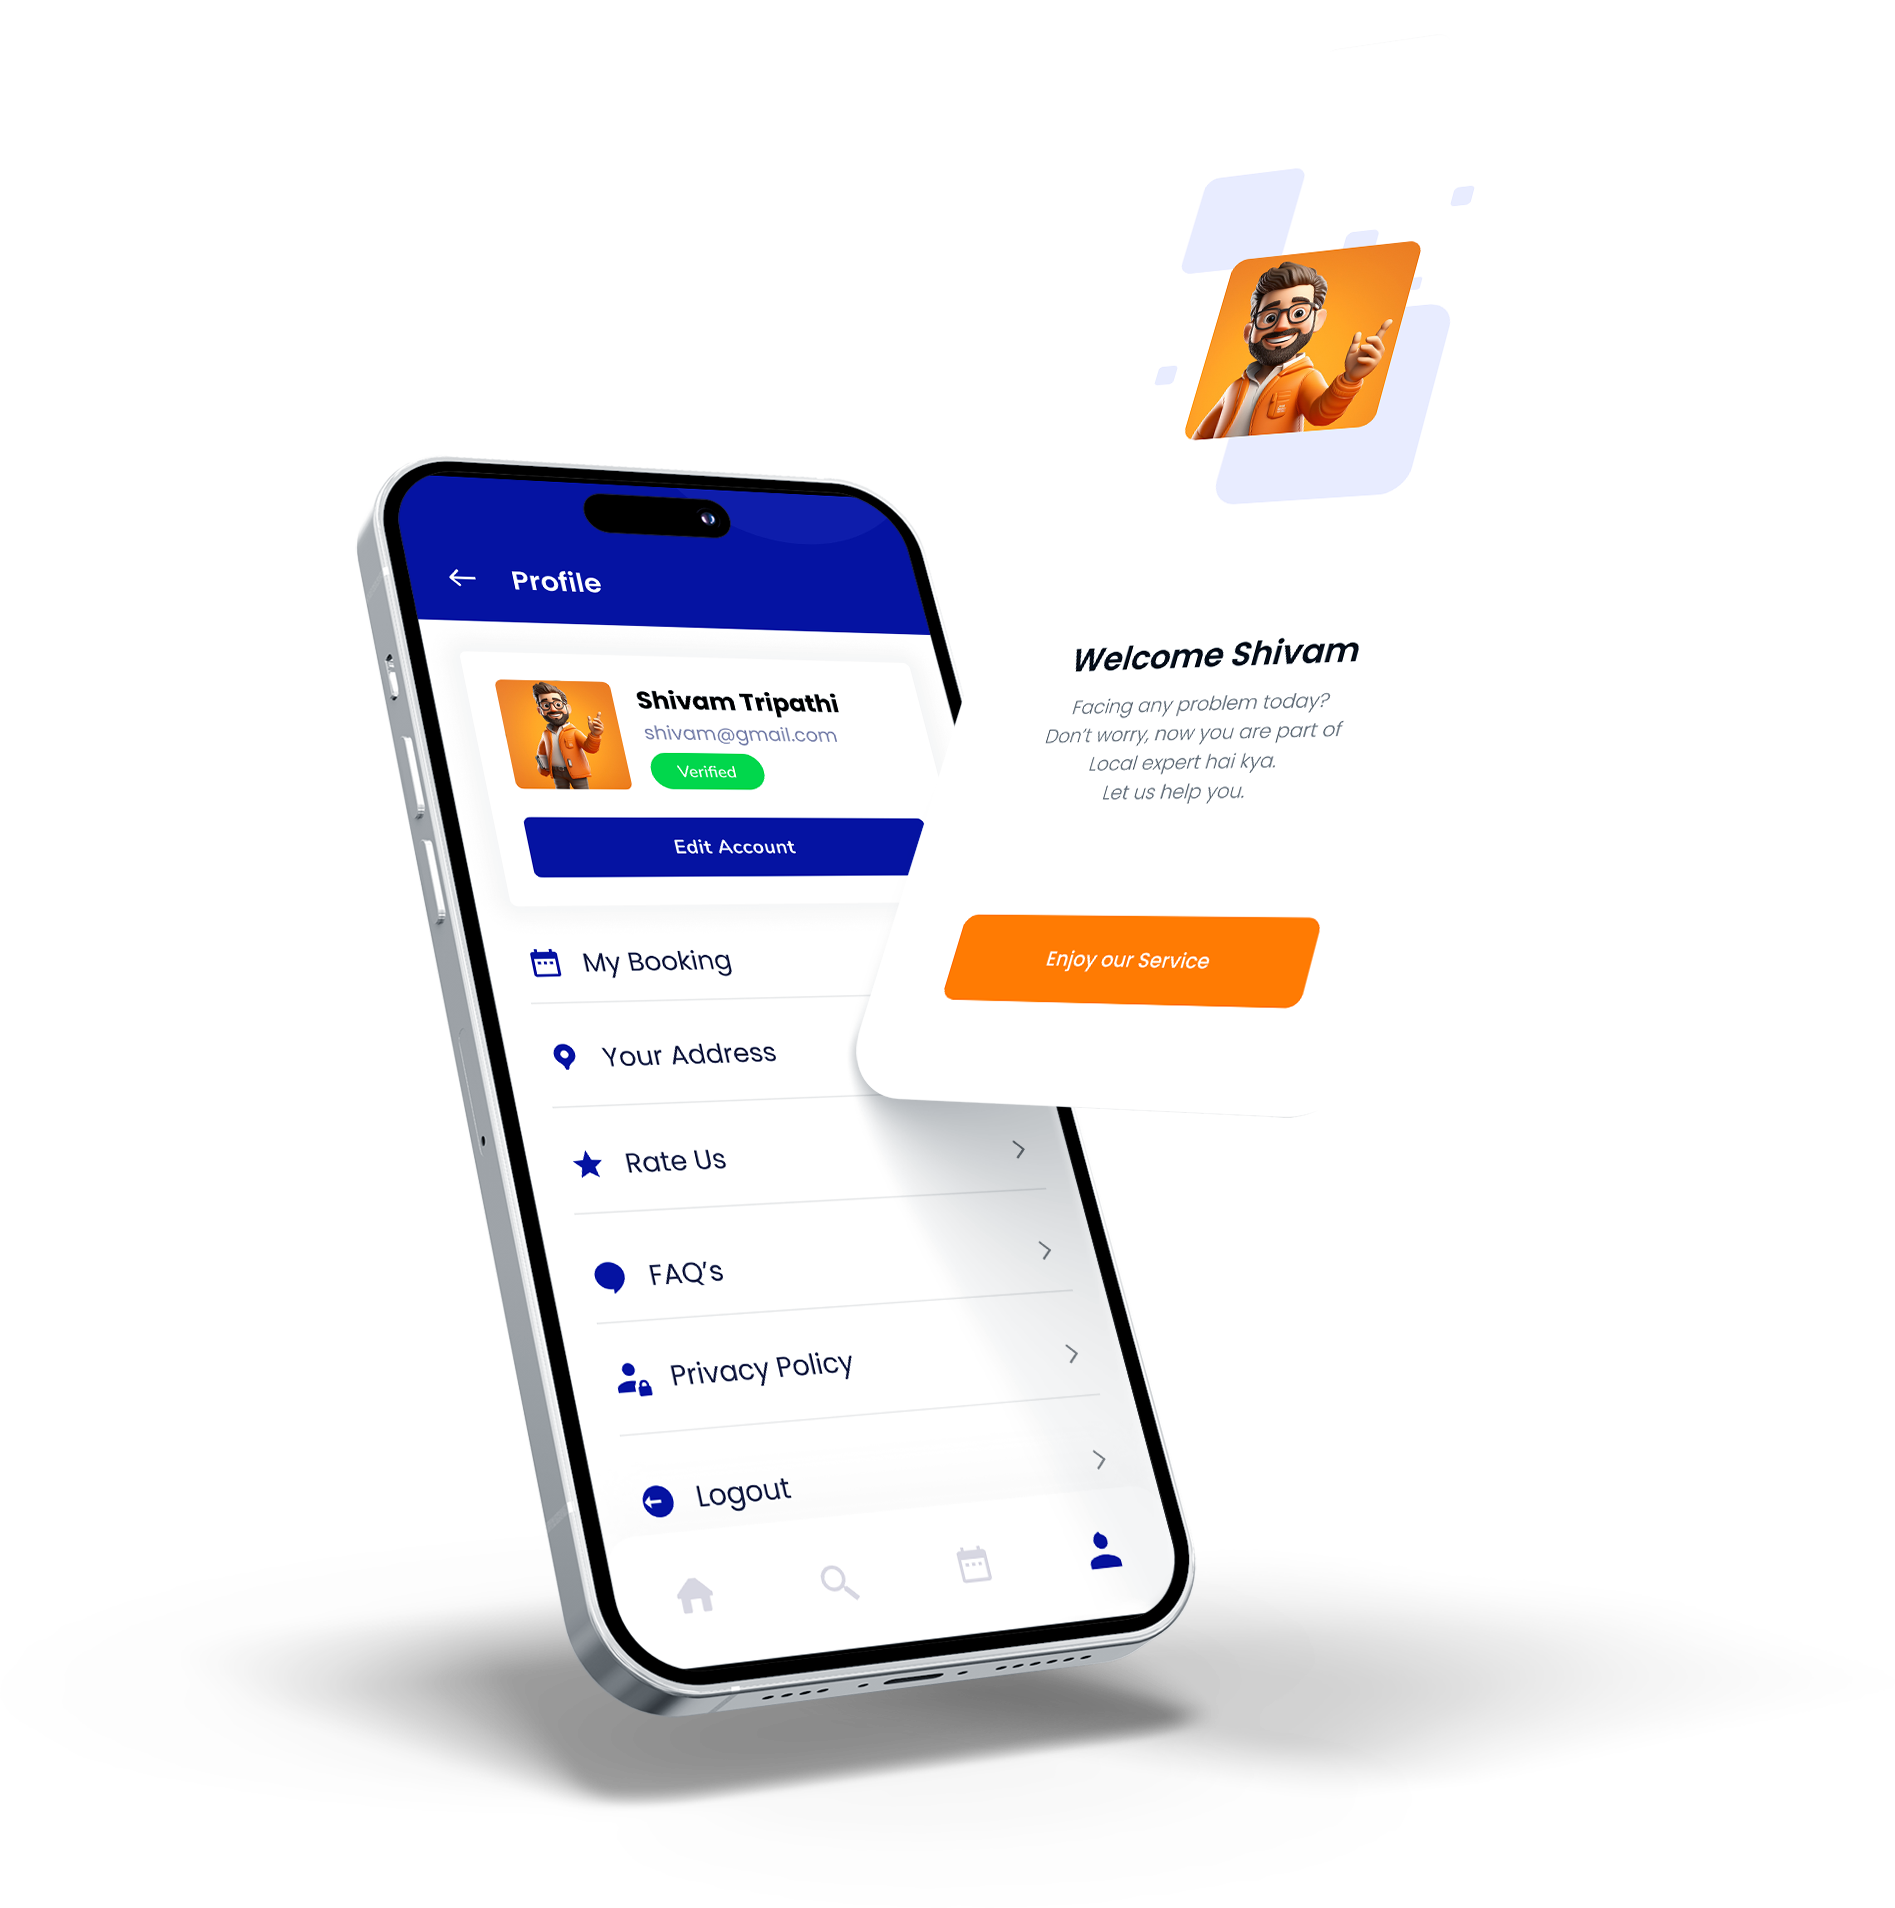 Profile
Shivam Tripathi
shivam@gmail.com
Verified
Edit Account
My Booking
Your Address
Rate Us
FAQ's
Privacy Policy
Logout
Welcome Shivam
Facing any problem today?
Don't worry, now you are part of
Local expert hai kya.
Let us help you.
Enjoy our Service